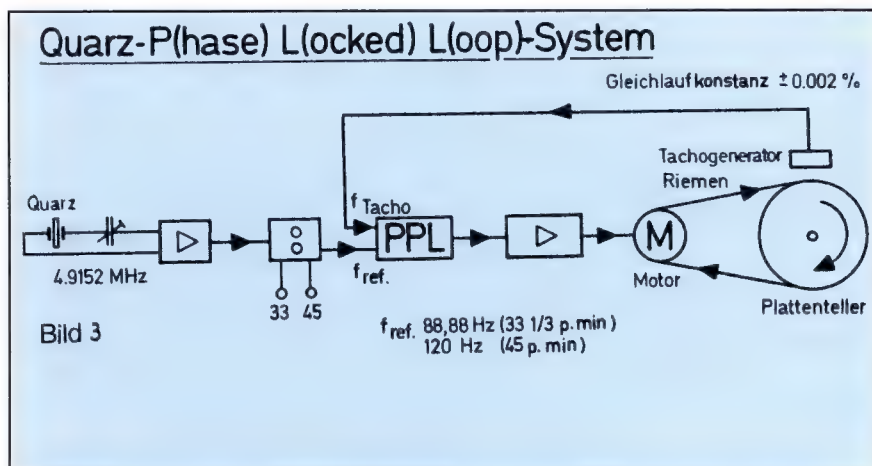 Quarz-P(hase) L(ocked) L(oop)-System
Gleichlaufkonstanz ±0.002 %
Tachogenerator
Riemen
Quarz
f Tacho
PPL
M
4.9152 MHz
f ref.
33 45
Motor
Plattenteller
Bild 3
f ref. 88,88 Hz (33 1/3 p.min)
120 Hz (45 p. min)